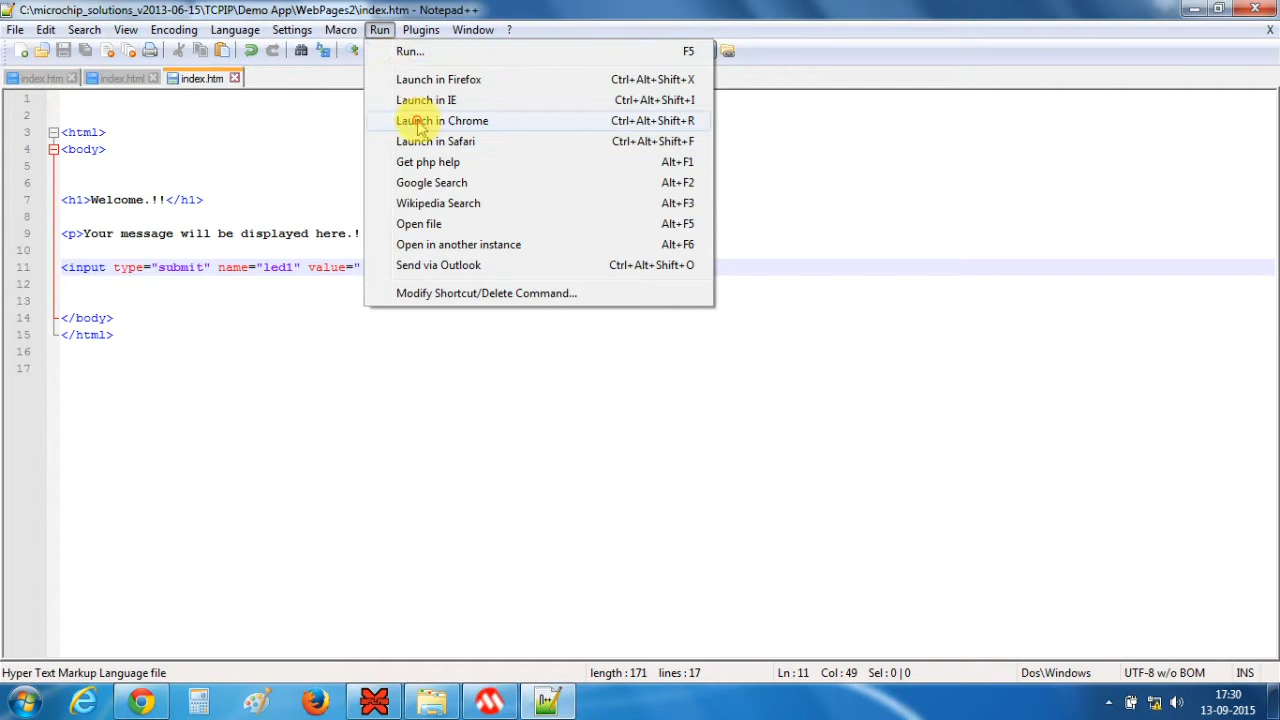 C:\microchip_solutions_v2013-06-15\TCPIP\Demo App\WebPages2\index.htm - Notepad++
File Edit Search View Encoding Language Settings Macro Run Plugins Window ? X
index.htm index.html index.htm
Run... F5
Launch in Firefox Ctrl+Alt+Shift+X
Launch in IE Ctrl+Alt+Shift+I
Launch in Chrome Ctrl+Alt+Shift+R
Launch in Safari Ctrl+Alt+Shift+F
Get php help Alt+F1
Google Search Alt+F2
Wikipedia Search Alt+F3
Open file Alt+F5
Open in another instance Alt+F6
Send via Outlook Ctrl+Alt+Shift+O
Modify Shortcut/Delete Command...
1
2
3 <html>
4 <body>
5
6
7 <h1>Welcome.!!</h1>
8
9 <p>Your message will be displayed here.!
10
11 <input type="submit" name="led1" value="
12
13
14 </body>
15 </html>
16
17
Hyper Text Markup Language file length : 171 lines : 17 Ln : 11 Col : 49 Sel : 0 | 0 Dos\Windows UTF-8 w/o BOM INS
17:30
13-09-2015